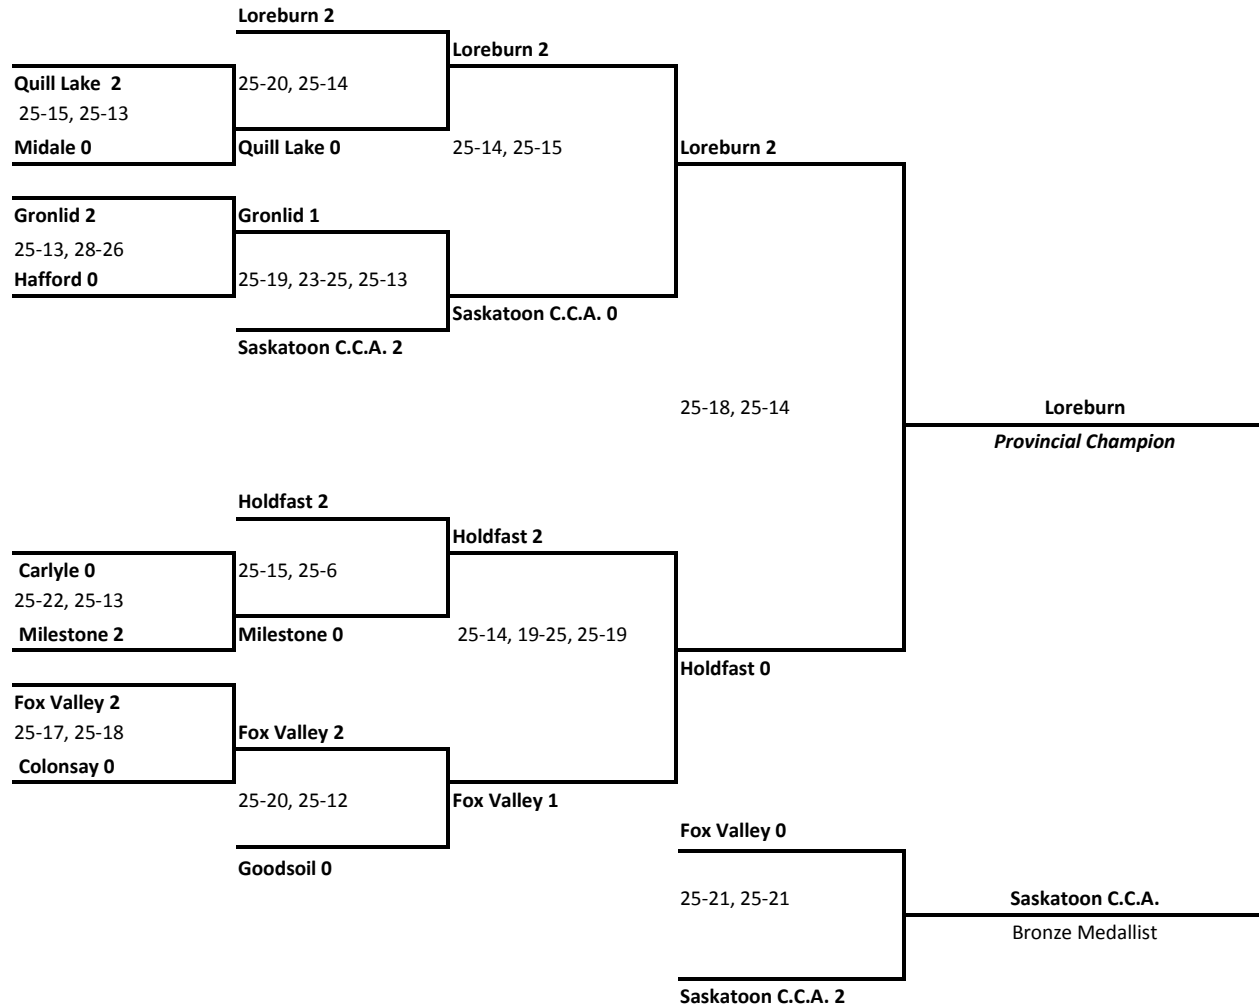 Loreburn 2
Loreburn 2
Quill Lake  2
25-20, 25-14
25-15, 25-13
Midale 0
Quill Lake 0
25-14, 25-15
Loreburn 2
Gronlid 2
Gronlid 1
25-13, 28-26
Hafford 0
25-19, 23-25, 25-13
Saskatoon C.C.A. 0
Saskatoon C.C.A. 2
25-18, 25-14
Loreburn
Provincial Champion
Holdfast 2
Holdfast 2
Carlyle 0
25-15, 25-6
25-22, 25-13
Milestone 2
Milestone 0
25-14, 19-25, 25-19
Holdfast 0
Fox Valley 2
25-17, 25-18
Fox Valley 2
Colonsay 0
25-20, 25-12
Fox Valley 1
Fox Valley 0
Goodsoil 0
25-21, 25-21
Saskatoon C.C.A.
Bronze Medallist
Saskatoon C.C.A. 2